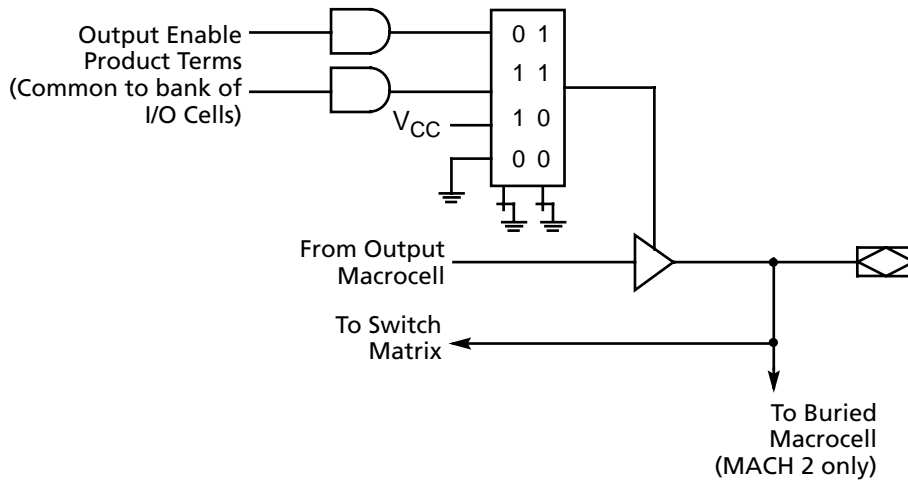 Output Enable
Product Terms
(Common to bank of
I/O Cells)
0 1
1 1
VCC
1 0
0 0
From Output
Macrocell
To Switch
Matrix
To Buried
Macrocell
(MACH 2 only)